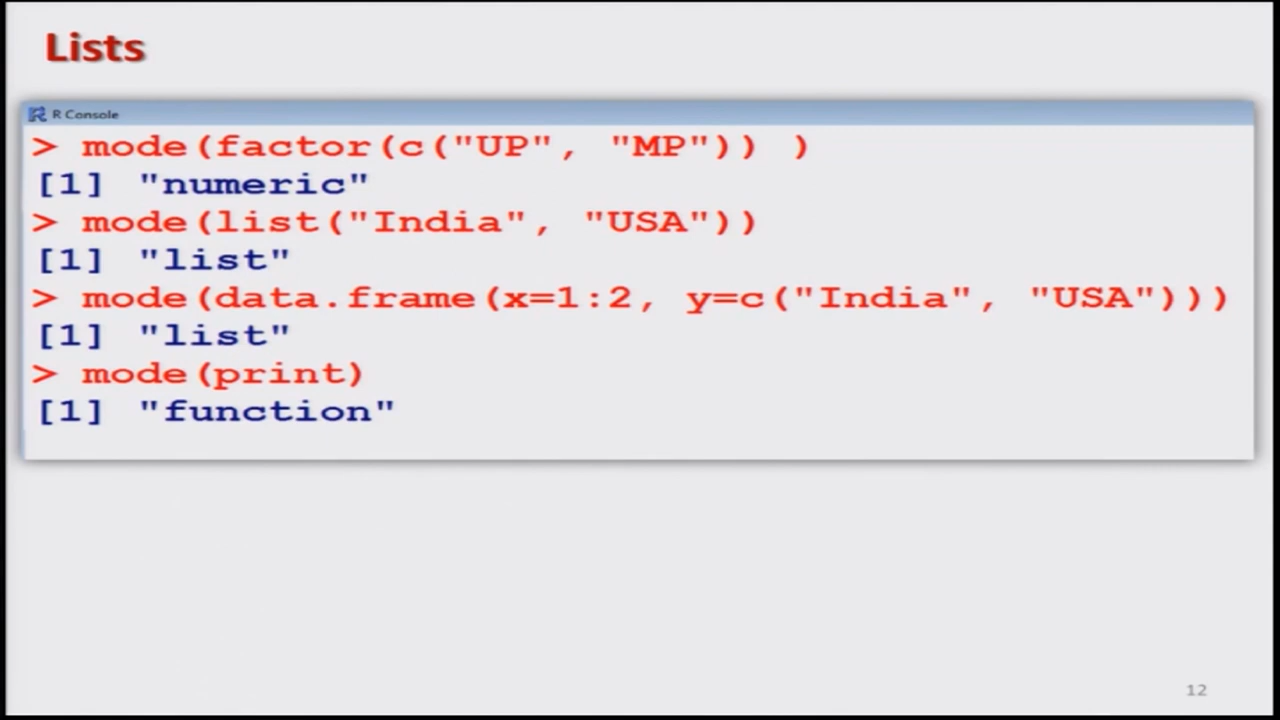 Lists
R Console
> mode(factor(c("UP", "MP")) )
[1] "numeric"
> mode(list("India", "USA"))
[1] "list"
> mode(data.frame(x=1:2, y=c("India", "USA")))
[1] "list"
> mode(print)
[1] "function"
12